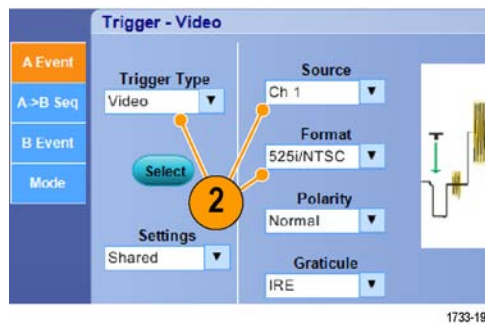 Trigger - Video
A Event
A->B Seq
B Event
Mode
Trigger Type
Video
Select
Settings
Shared
2
Source
Ch 1
Format
525i/NTSC
Polarity
Normal
Graticule
IRE
T
1733-19